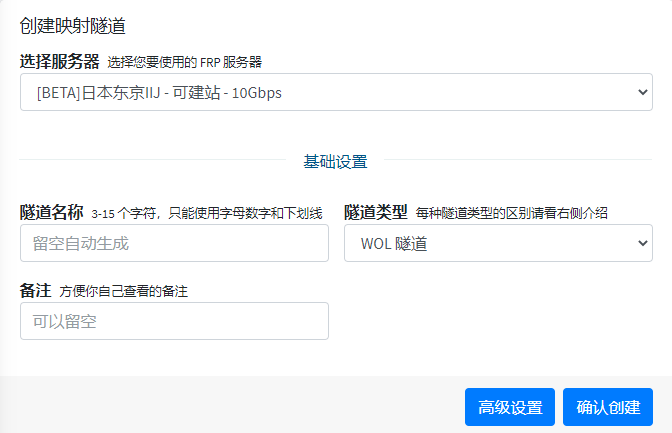 创建映射隧道
选择服务器 选择您要使用的 FRP 服务器
[BETA]日本东京IIJ - 可建站 - 10Gbps
基础设置
隧道名称 3-15 个字符，只能使用字母数字和下划线
隧道类型 每种隧道类型的区别请看右侧介绍
留空自动生成
WOL 隧道
备注 方便你自己查看的备注
可以留空
高级设置
确认创建